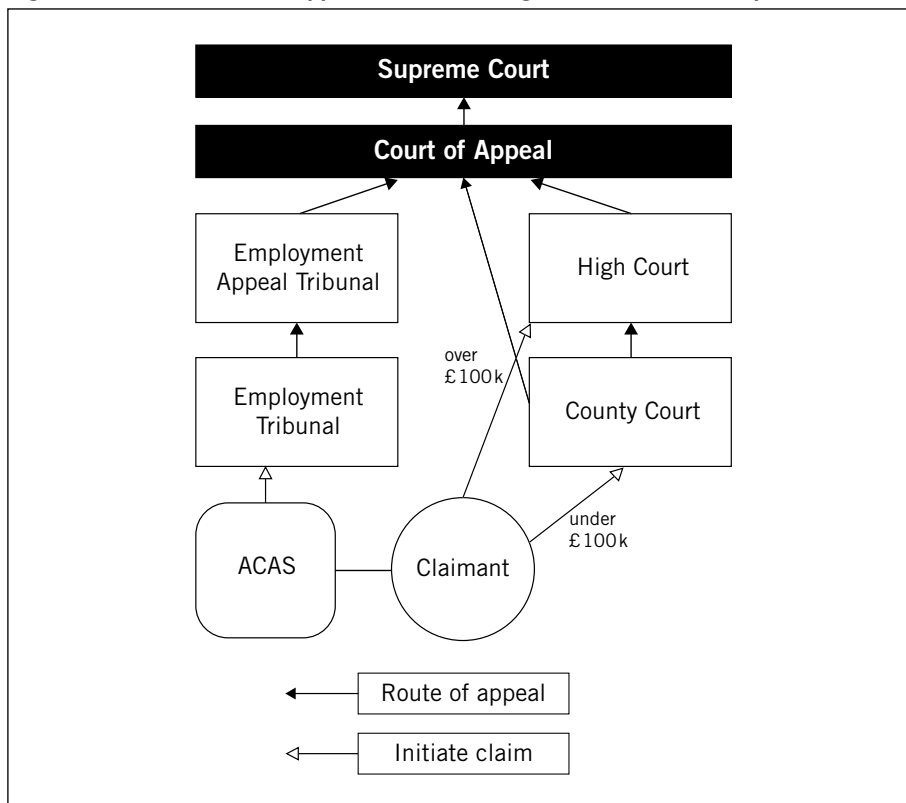 Supreme Court
Court of Appeal
Employment
Appeal Tribunal
High Court
over
£100k
Employment
Tribunal
County Court
under
£100k
ACAS
Claimant
Route of appeal
Initiate claim